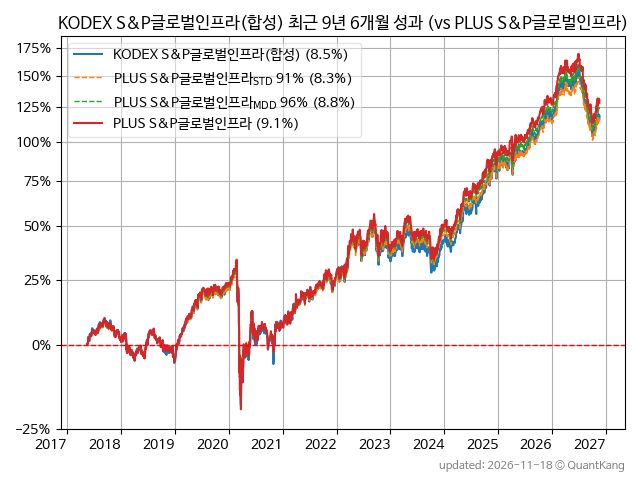 KODEX S&P글로벌인프라(합성) 최근 9년 6개월 성과 (vs PLUS S&P글로벌인프라)
KODEX S&P글로벌인프라(합성) (8.5%)
PLUS S&P글로벌인프라STD 91% (8.3%)
PLUS S&P글로벌인프라MDD 96% (8.8%)
PLUS S&P글로벌인프라 (9.1%)
175%
150%
125%
100%
75%
50%
25%
0%
−25%
2017 2018 2019 2020 2021 2022 2023 2024 2025 2026 2027
updated: 2026-11-18 © QuantKang